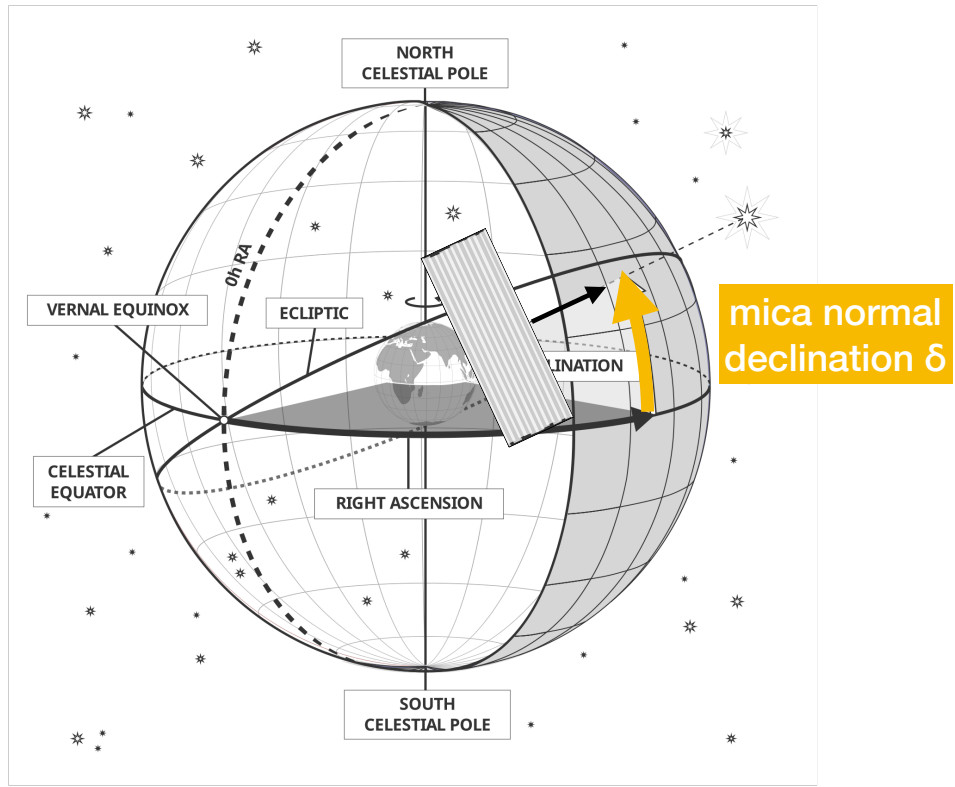 NORTH
CELESTIAL POLE
0h RA
VERNAL EQUINOX
ECLIPTIC
mica normal
declination δ
LINATION
CELESTIAL
EQUATOR
RIGHT ASCENSION
SOUTH
CELESTIAL POLE